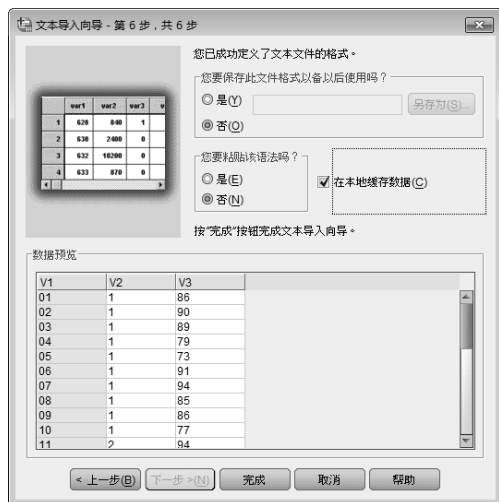 文本导入向导 - 第 6 步，共 6 步
您已成功定义了文本文件的格式。
您要保存此文件格式以备以后使用吗？
是(Y)
另存为(S)...
否(O)
您要粘贴该语法吗？
是(E)
否(N)
在本地缓存数据(C)
var1 var2 var3 v
1 628 840 1
2 630 2400 0
3 632 10200 0
4 633 870 0
按“完成”按钮完成文本导入向导。
数据预览
V1 V2 V3
01 1 86
02 1 90
03 1 89
04 1 79
05 1 73
06 1 91
07 1 94
08 1 85
09 1 86
10 1 77
11 2 94
< 上一步(B) 下一步 >(N) 完成 取消 帮助